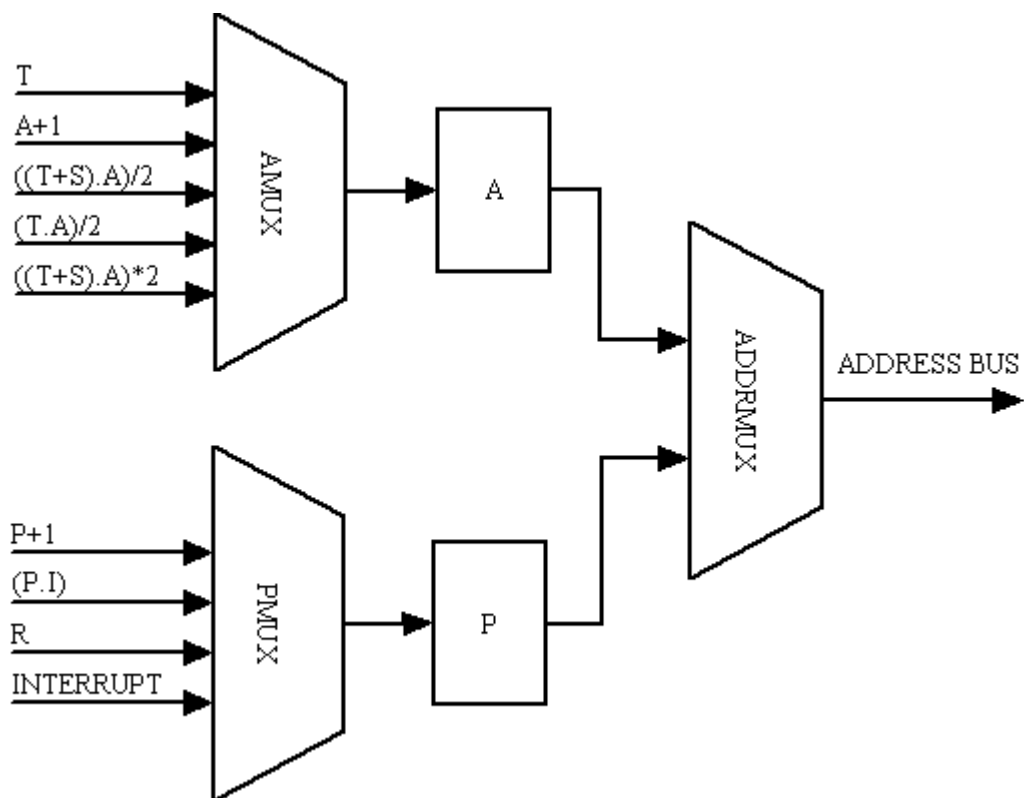 T
A+1
((T+S).A)/2
(T.A)/2
((T+S).A)*2
AMUX
A
ADDRMUX
ADDRESS BUS
P+1
(P.I)
R
INTERRUPT
PMUX
P